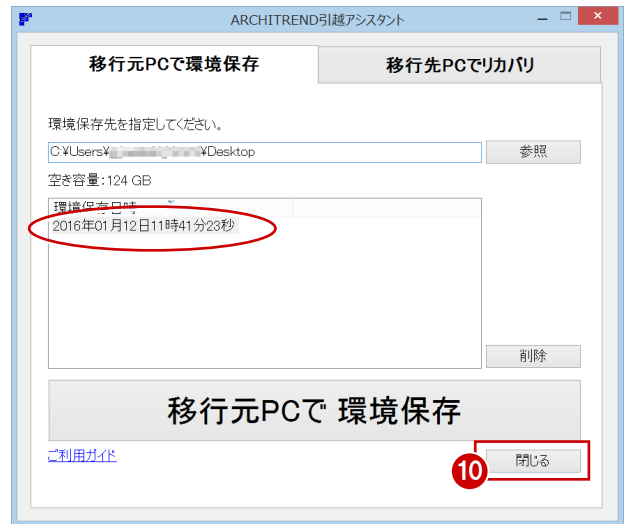 ARCHITREND引越アシスタント
移行元PCで環境保存
移行先PCでリカバリ
環境保存先を指定してください。
C:¥Users¥ ¥Desktop
参照
空き容量:124 GB
環境保存日時
2016年01月12日11時41分23秒
削除
移行元PCで 環境保存
ご利用ガイド
10
閉じる